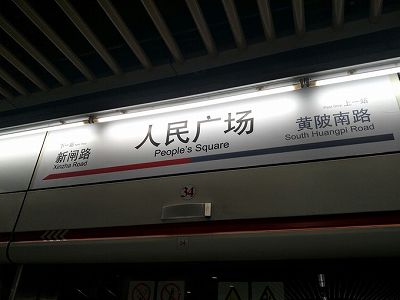 下一站
新闸路
Xinzha Road
人民广场
People's Square
上一站
黄陂南路
South Huangpi Road
34
34